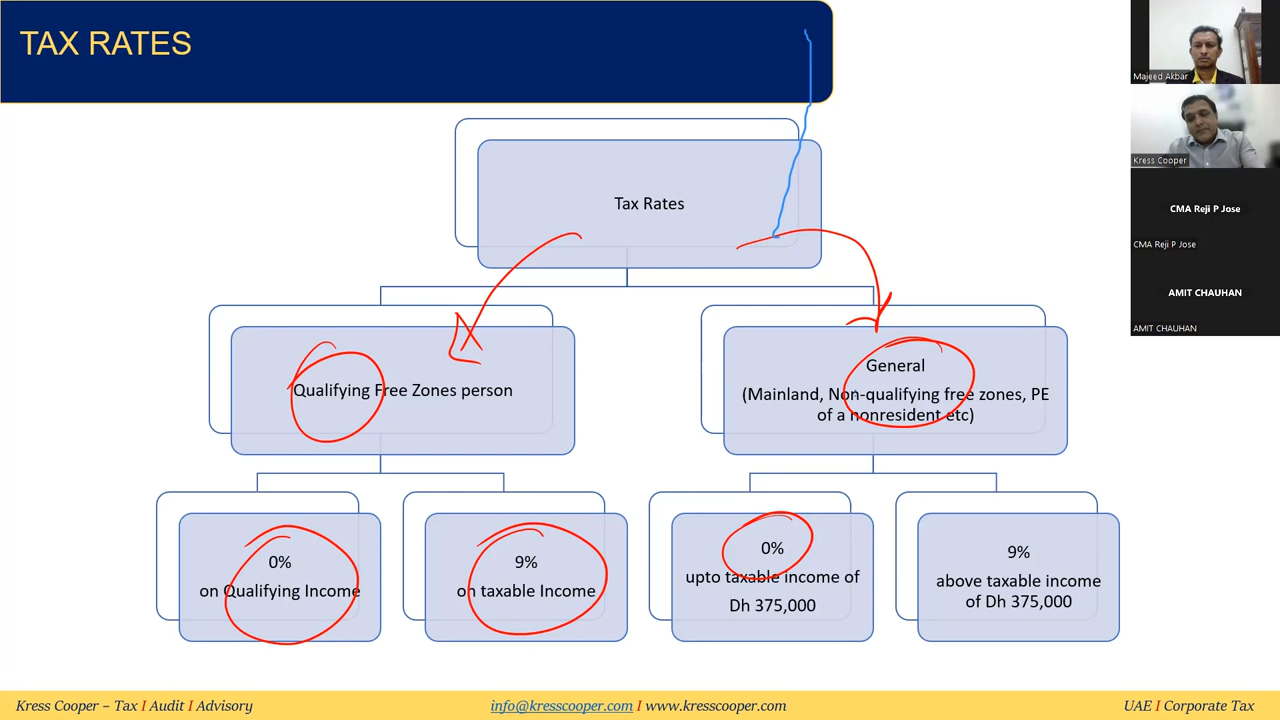 TAX RATES
Tax Rates
Qualifying Free Zones person
General
(Mainland, Non-qualifying free zones, PE
of a nonresident etc)
0%
on Qualifying Income
9%
on taxable Income
0%
upto taxable income of
Dh 375,000
9%
above taxable income
of Dh 375,000
Majeed Akbar
Kress Cooper
CMA Reji P Jose
CMA Reji P Jose
AMIT CHAUHAN
AMIT CHAUHAN
Kress Cooper – Tax I Audit I Advisory
info@kresscooper.com I www.kresscooper.com
UAE I Corporate Tax